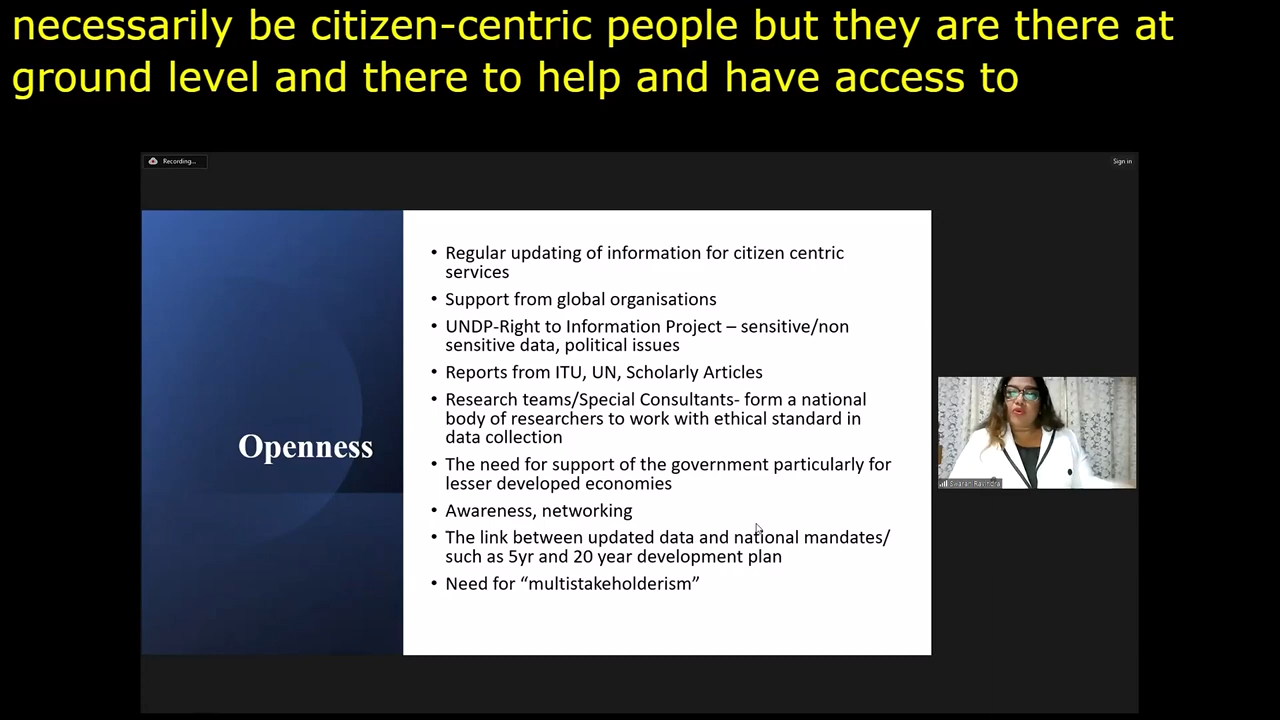 necessarily be citizen-centric people but they are there at
ground level and there to help and have access to
Recording...
Sign in
• Regular updating of information for citizen centric
services
• Support from global organisations
• UNDP-Right to Information Project – sensitive/non
sensitive data, political issues
• Reports from ITU, UN, Scholarly Articles
• Research teams/Special Consultants- form a national
body of researchers to work with ethical standard in
data collection
Openness
• The need for support of the government particularly for
lesser developed economies
• Awareness, networking
• The link between updated data and national mandates/
such as 5yr and 20 year development plan
• Need for “multistakeholderism”
Swaran Ravindra